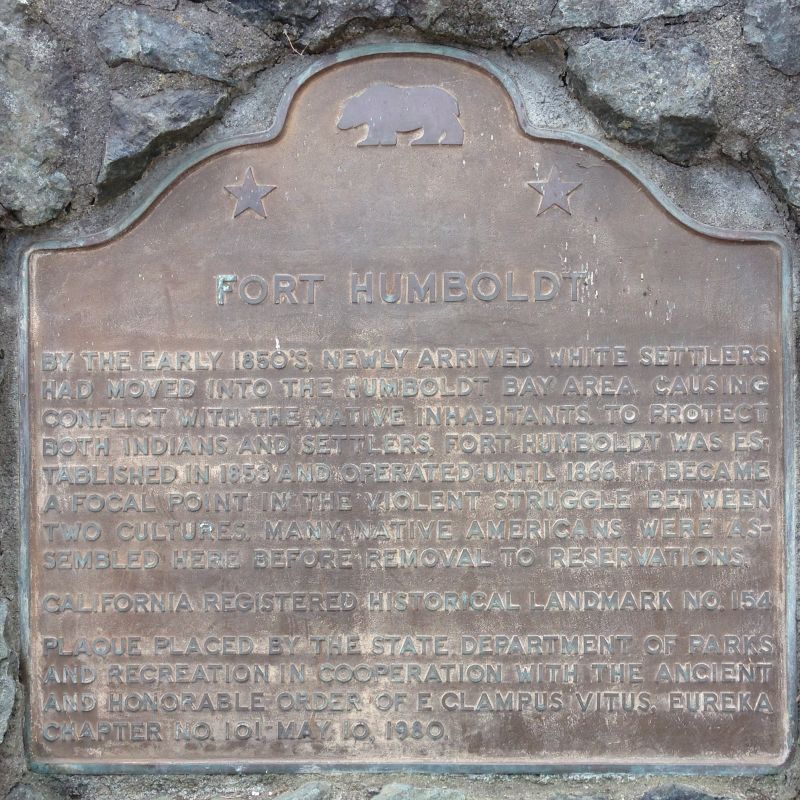 FORT HUMBOLDT
BY THE EARLY 1850'S, NEWLY ARRIVED WHITE SETTLERS
HAD MOVED INTO THE HUMBOLDT BAY AREA, CAUSING
CONFLICT WITH THE NATIVE INHABITANTS. TO PROTECT
BOTH INDIANS AND SETTLERS, FORT HUMBOLDT WAS ES-
TABLISHED IN 1853 AND OPERATED UNTIL 1866. IT BECAME
A FOCAL POINT IN THE VIOLENT STRUGGLE BETWEEN
TWO CULTURES. MANY NATIVE AMERICANS WERE AS-
SEMBLED HERE BEFORE REMOVAL TO RESERVATIONS.
CALIFORNIA REGISTERED HISTORICAL LANDMARK NO. 154
PLAQUE PLACED BY THE STATE DEPARTMENT OF PARKS
AND RECREATION IN COOPERATION WITH THE ANCIENT
AND HONORABLE ORDER OF E CLAMPUS VITUS, EUREKA
CHAPTER NO. 101, MAY 10, 1980.